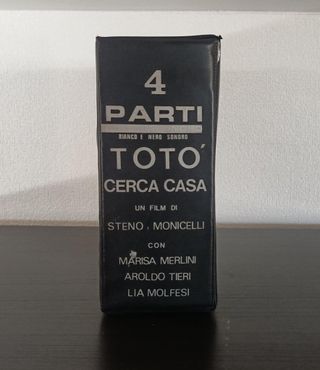 4
PARTI
BIANCO E NERO SONORO
TOTO'
CERCA CASA
UN FILM DI
STENO E MONICELLI
CON
MARISA MERLINI
AROLDO TIERI
LIA MOLFESI